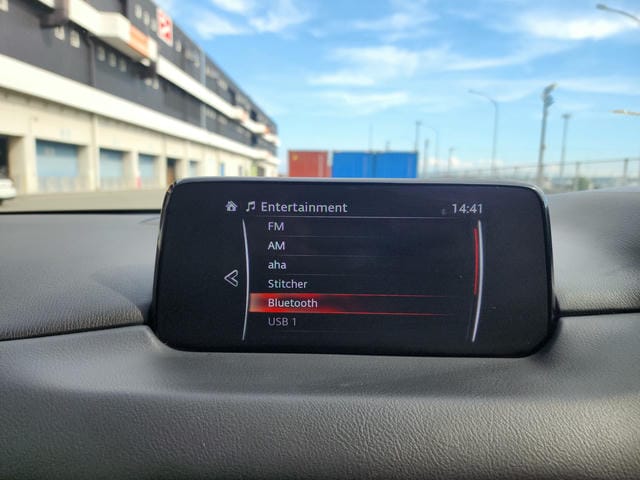 Entertainment 14:41
FM
AM
aha
Stitcher
Bluetooth
USB 1